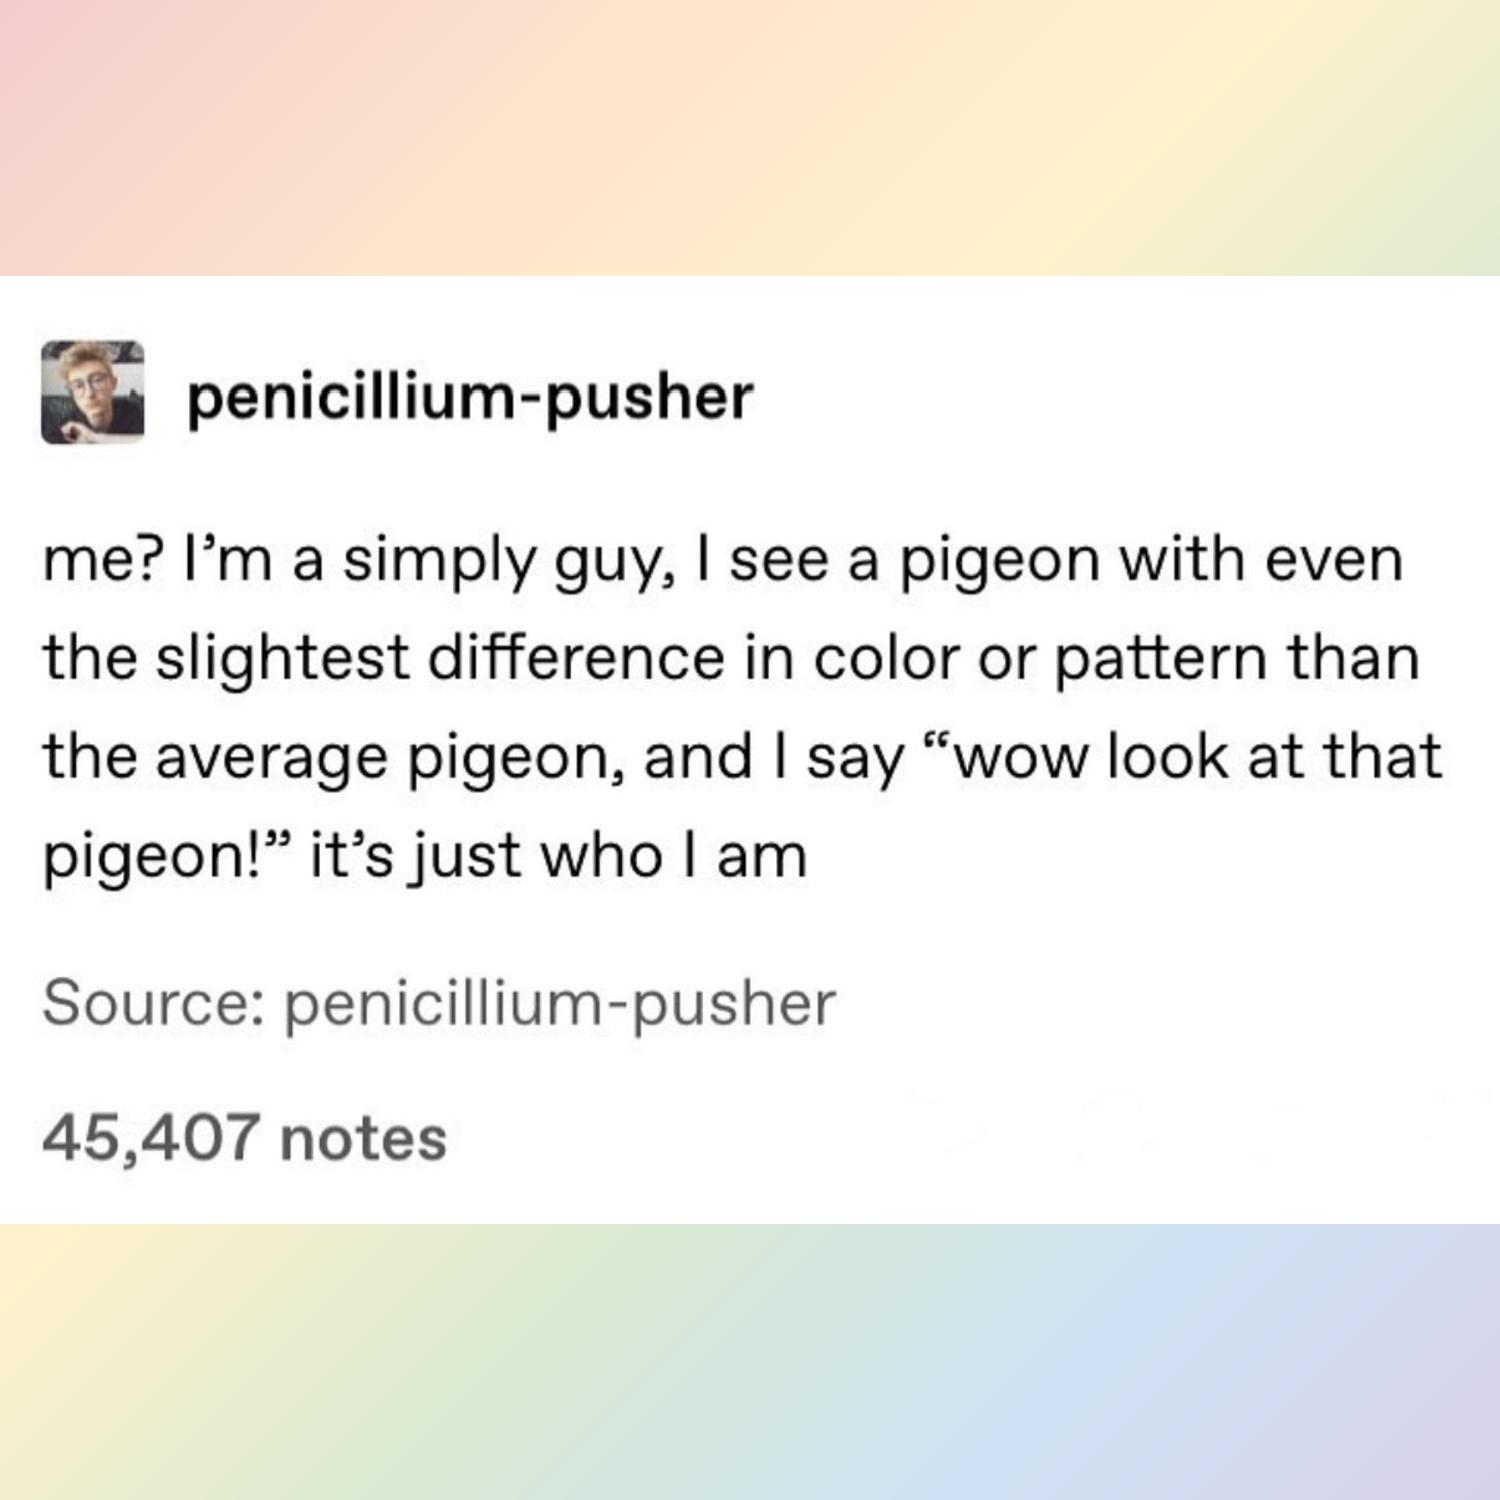 penicillium-pusher
me? I’m a simply guy, I see a pigeon with even
the slightest difference in color or pattern than
the average pigeon, and I say “wow look at that
pigeon!” it’s just who I am
Source: penicillium-pusher
45,407 notes